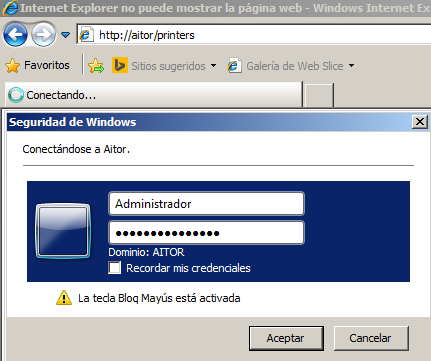 Internet Explorer no puede mostrar la página web - Windows Internet Ex
http://aitor/printers
Favoritos
Sitios sugeridos
Galería de Web Slice
Conectando...
Seguridad de Windows
Conectándose a Aitor.
Administrador
●●●●●●●●●●●●●●●
Dominio: AITOR
Recordar mis credenciales
La tecla Bloq Mayús está activada
Aceptar
Cancelar